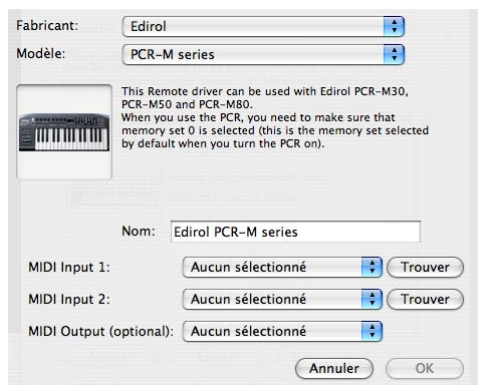 Fabricant: Edirol
Modèle: PCR-M series
This Remote driver can be used with Edirol PCR-M30,
PCR-M50 and PCR-M80.
When you use the PCR, you need to make sure that
memory set 0 is selected (this is the memory set selected
by default when you turn the PCR on).
Nom: Edirol PCR-M series
MIDI Input 1: Aucun sélectionné Trouver
MIDI Input 2: Aucun sélectionné Trouver
MIDI Output (optional): Aucun sélectionné
Annuler OK